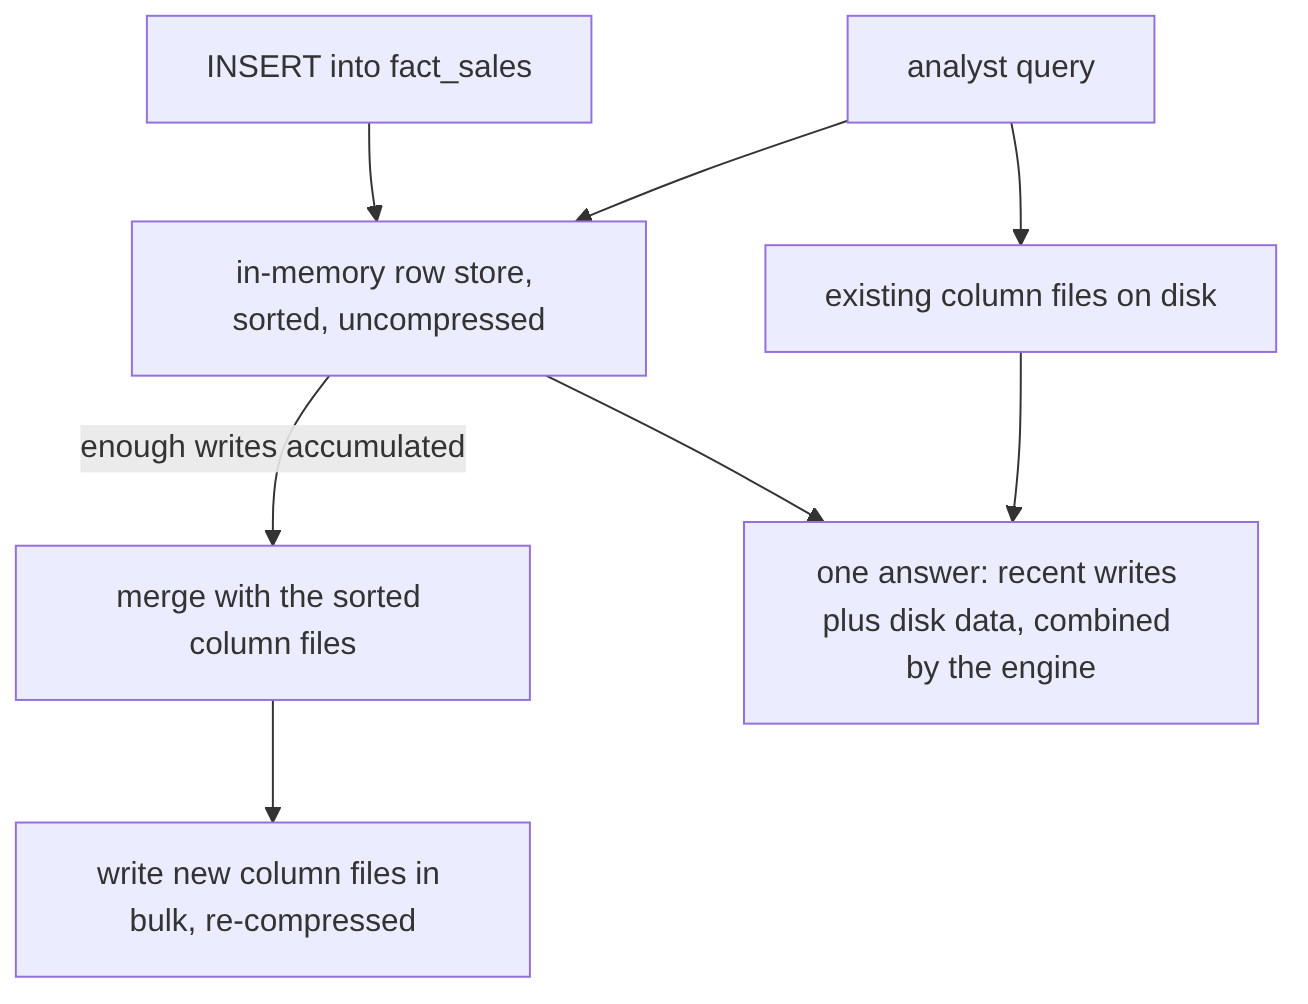 INSERT into fact_sales
analyst query
in-memory row store,
sorted, uncompressed
existing column files on disk
enough writes accumulated
merge with the sorted
column files
one answer: recent writes
plus disk data, combined
by the engine
write new column files in
bulk, re-compressed